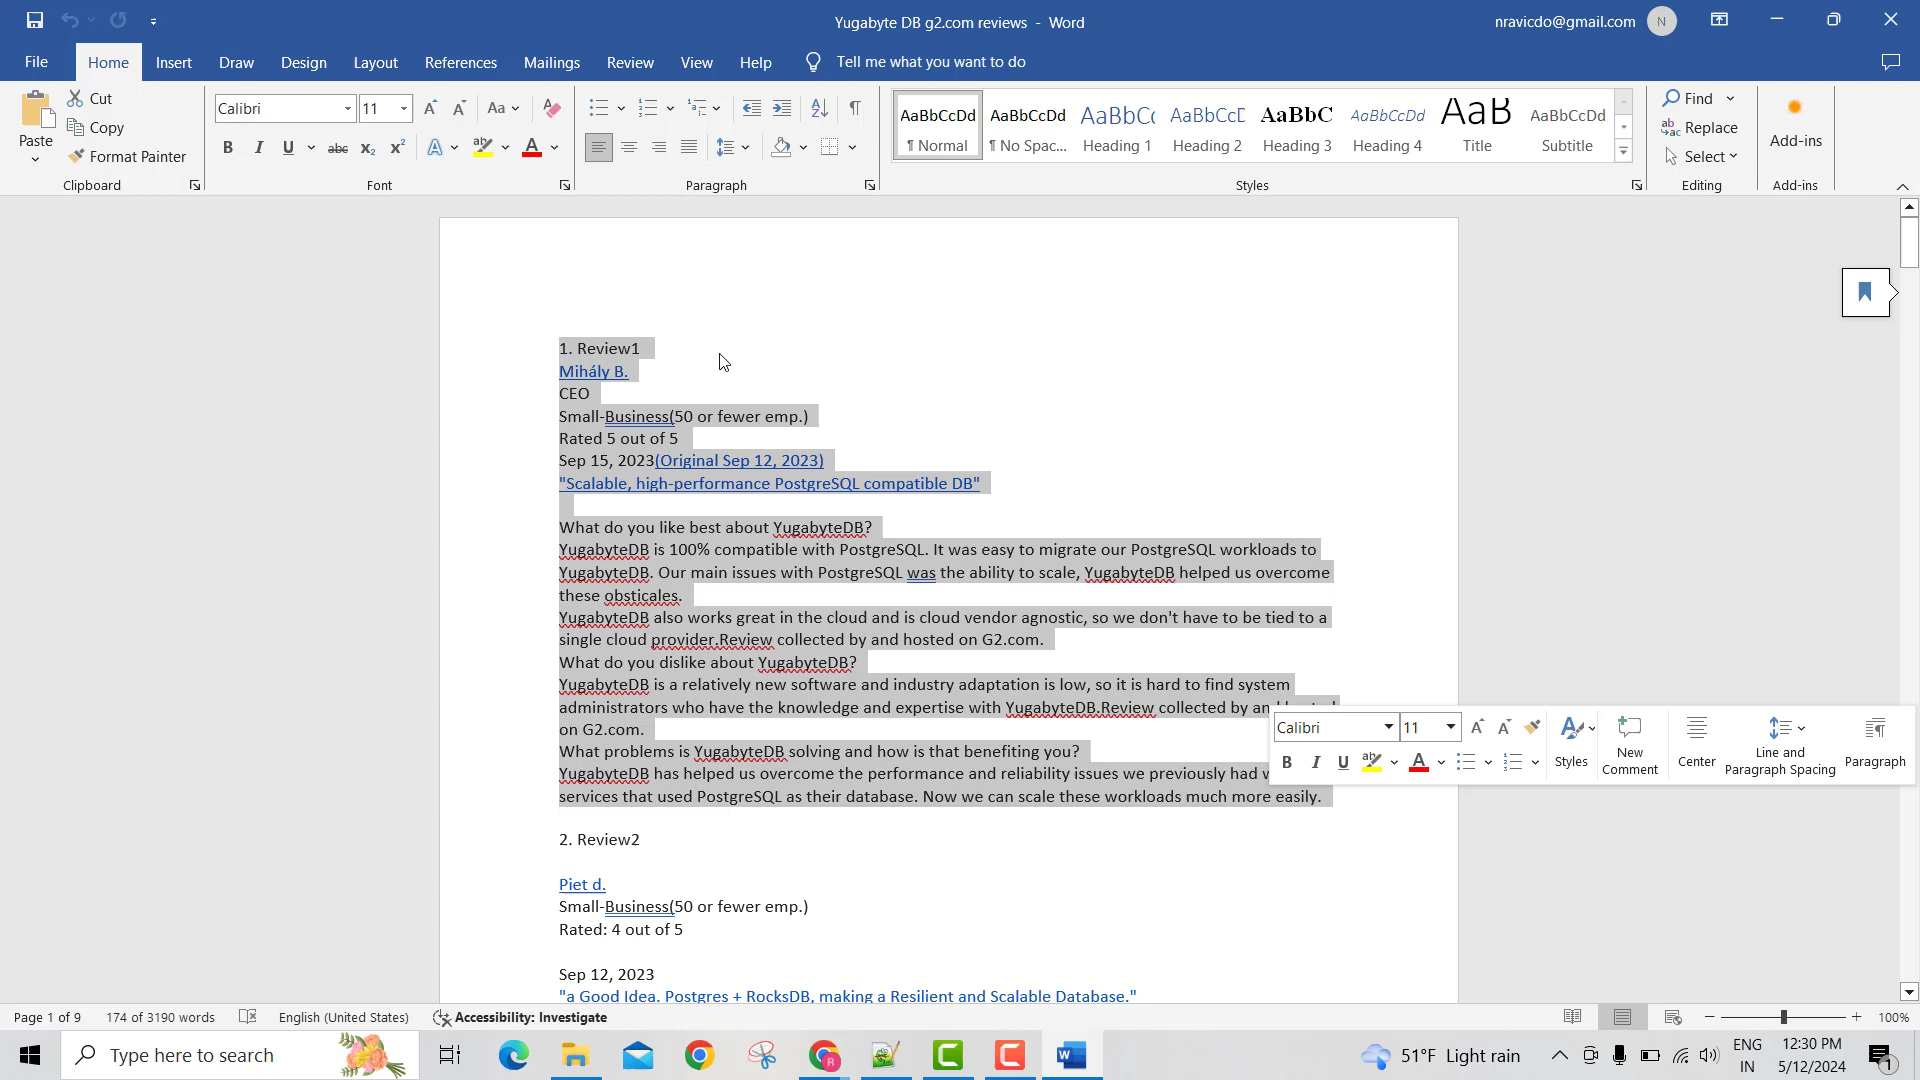 Yugabyte DB g2.com reviews - Word
nravicdo@gmail.com
N
File
Home
Insert
Draw
Design
Layout
References
Mailings
Review
View
Help
Tell me what you want to do
Paste
Cut
Copy
Format Painter
Clipboard
Calibri
11
Aa
B I U abc x₂ x² A ab A
Font
Paragraph
AaBbCcDd
¶ Normal
AaBbCcDd
¶ No Spac...
AaBbCc
Heading 1
AaBbCcE
Heading 2
AaBbC
Heading 3
AaBbCcDd
Heading 4
AaB
Title
AaBbCcDd
Subtitle
Styles
Find
Replace
Select
Editing
Add-ins
Add-ins
1. Review1
Mihály B.
CEO
Small-Business(50 or fewer emp.)
Rated 5 out of 5
Sep 15, 2023(Original Sep 12, 2023)
"Scalable, high-performance PostgreSQL compatible DB"
What do you like best about YugabyteDB?
YugabyteDB is 100% compatible with PostgreSQL. It was easy to migrate our PostgreSQL workloads to
YugabyteDB. Our main issues with PostgreSQL was the ability to scale, YugabyteDB helped us overcome
these obsticales.
YugabyteDB also works great in the cloud and is cloud vendor agnostic, so we don't have to be tied to a
single cloud provider.Review collected by and hosted on G2.com.
What do you dislike about YugabyteDB?
YugabyteDB is a relatively new software and industry adaptation is low, so it is hard to find system
administrators who have the knowledge and expertise with YugabyteDB.Review collected by and hosted
on G2.com.
What problems is YugabyteDB solving and how is that benefiting you?
YugabyteDB has helped us overcome the performance and reliability issues we previously had
services that used PostgreSQL as their database. Now we can scale these workloads much more easily.
Calibri
11
B I U ab A
Styles
New
Comment
Center
Line and
Paragraph Spacing
Paragraph
2. Review2
Piet d.
Small-Business(50 or fewer emp.)
Rated: 4 out of 5
Sep 12, 2023
"a Good Idea. Postgres + RocksDB, making a Resilient and Scalable Database."
Page 1 of 9
174 of 3190 words
English (United States)
Accessibility: Investigate
100%
Type here to search
51°F Light rain
ENG
IN
12:30 PM
5/12/2024
1